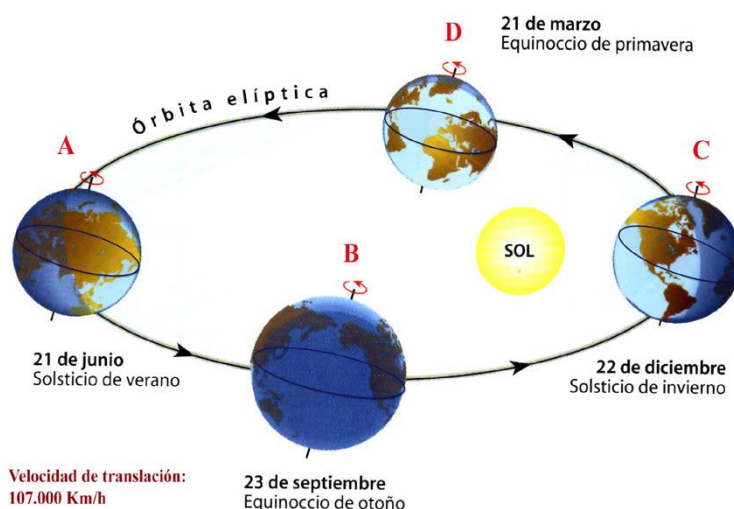 D
21 de marzo
Equinoccio de primavera
Órbita elíptica
A
C
B
SOL
21 de junio
Solsticio de verano
22 de diciembre
Solsticio de invierno
23 de septiembre
Equinoccio de otoño
Velocidad de translación:
107.000 Km/h